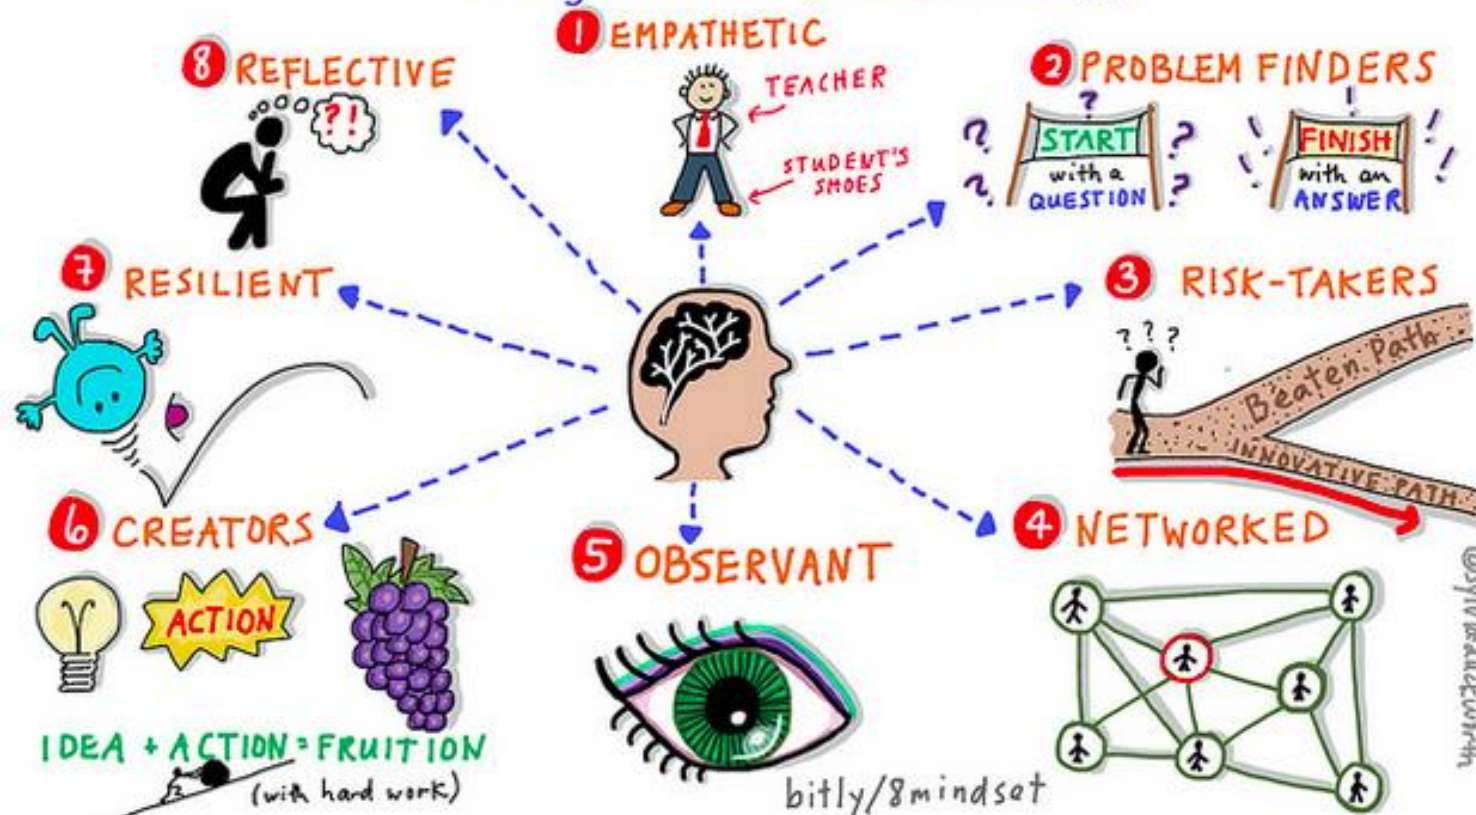 1 EMPATHETIC
TEACHER
STUDENT'S
SHOES
2 PROBLEM FINDERS
? ? ? ? ?
START
with a
QUESTION
! ! ! ! ! !
FINISH
with an
ANSWER
3 RISK-TAKERS
? ? ?
Beaten Path
INNOVATIVE PATH
4 NETWORKED
5 OBSERVANT
6 CREATORS
ACTION
IDEA + ACTION = FRUITION
(with hard work)
7 RESILIENT
8 REFLECTIVE
?!
bitly/8mindset
@sylviaduckworth